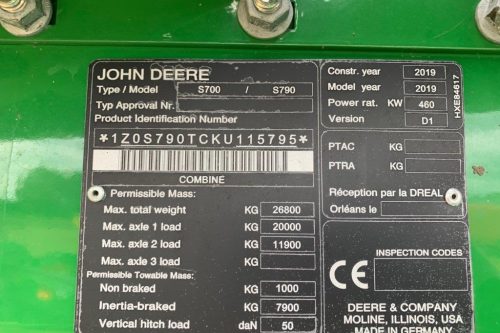 JOHN DEERE
Type / Model S700 / S790
Typ Approval Nr.
Product Identification Number
*1Z0S790TCKU115795*
COMBINE
Permissible Mass:
Max. total weight KG 26800
Max. axle 1 load KG 20000
Max. axle 2 load KG 11900
Max. axle 3 load KG
Permissible Towable Mass:
Non braked KG 1000
Inertia-braked KG 7900
Vertical hitch load daN 50
Constr. year 2019
Model year 2019
Power rat. KW 460
Version D1
HXE84617
PTAC KG
PTRA KG
Réception par la DREAL
Orléans le
INSPECTION CODES
CE
DEERE & COMPANY
MOLINE, ILLINOIS, USA
MADE IN GERMANY